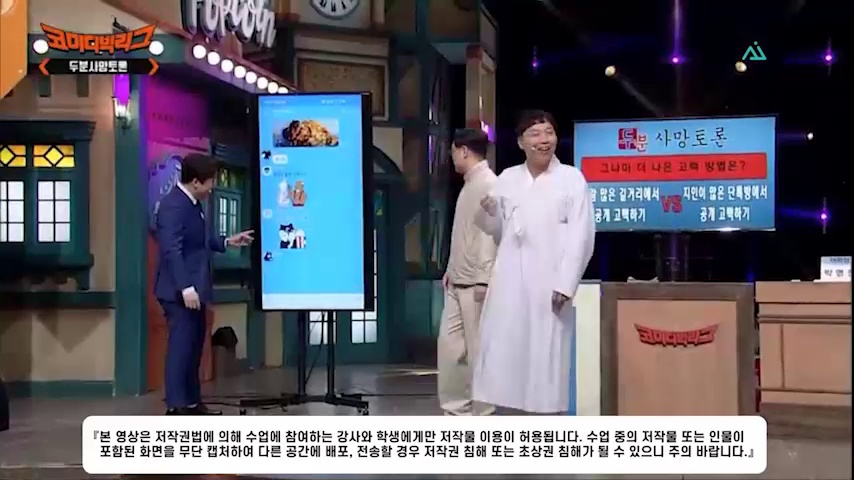 코미디빅리그
두분사망토론
POPCORN
두분 사망토론
그나마 더 나은 고백 방법은?
람 많은 길거리에서
공개 고백하기
VS
지인이 많은 단톡방에서
공개 고백하기
박영
코미디빅리그
『본 영상은 저작권법에 의해 수업에 참여하는 강사와 학생에게만 저작물 이용이 허용됩니다. 수업 중의 저작물 또는 인물이
포함된 화면을 무단 캡처하여 다른 공간에 배포, 전송할 경우 저작권 침해 또는 초상권 침해가 될 수 있으니 주의 바랍니다.』